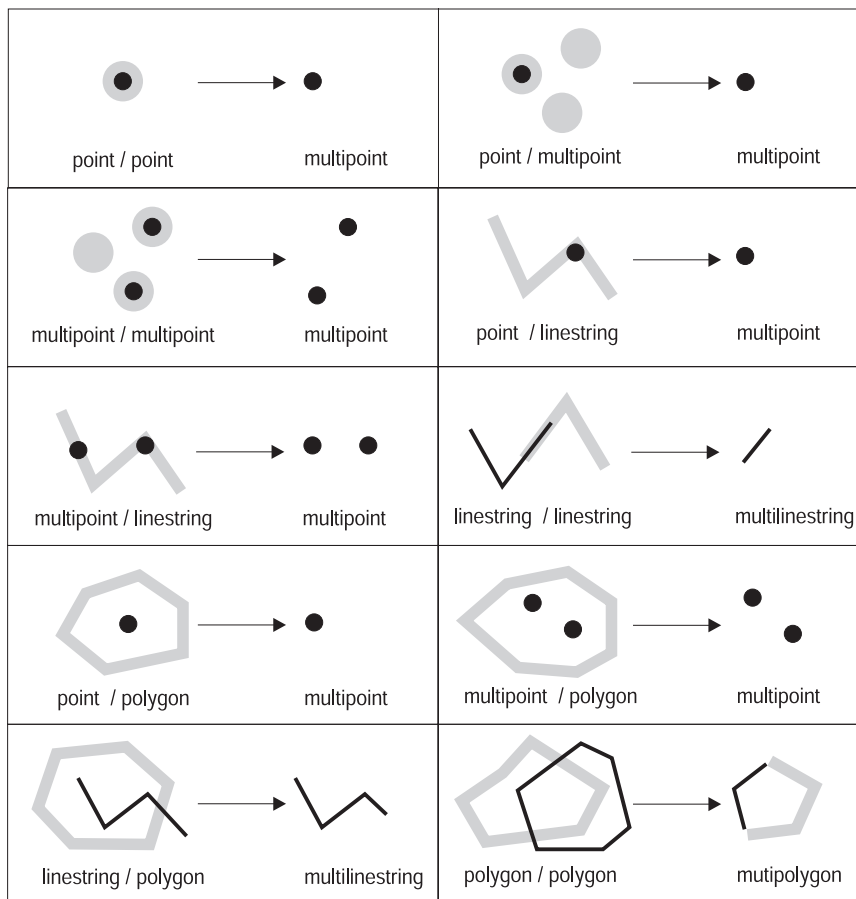 point / point multipoint
point / multipoint multipoint
multipoint / multipoint multipoint
point / linestring multipoint
multipoint / linestring multipoint
linestring / linestring multilinestring
point / polygon multipoint
multipoint / polygon multipoint
linestring / polygon multilinestring
polygon / polygon mutipolygon